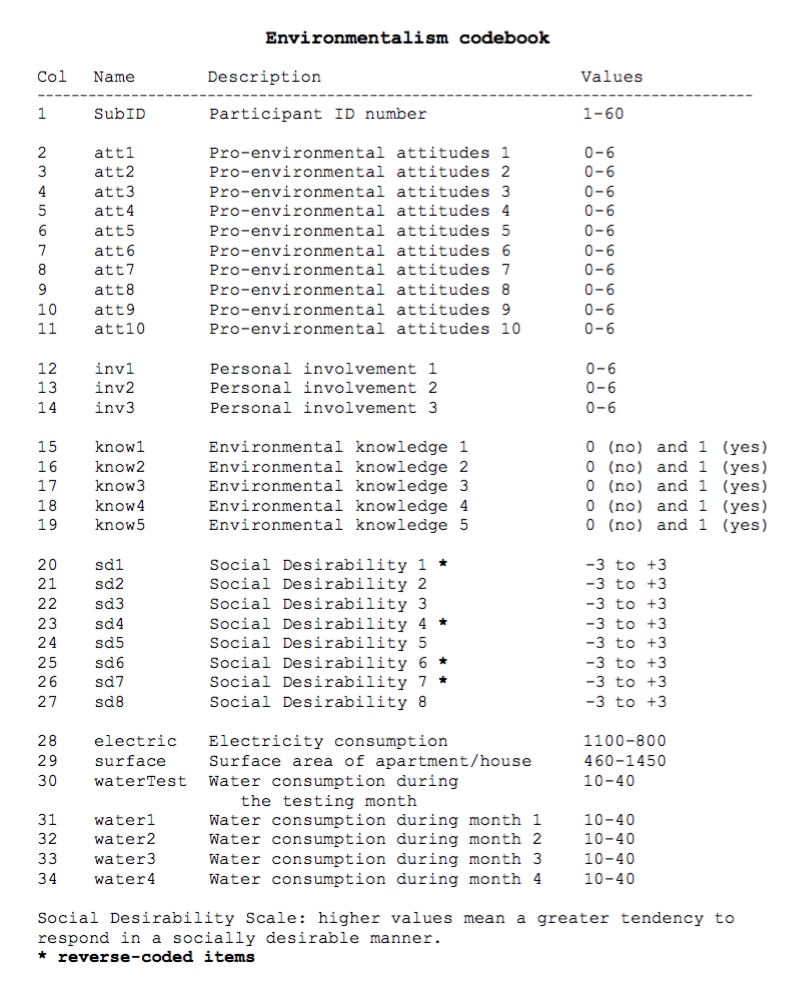 Environmentalism codebook
Col Name Description Values
--------------------------------------------------------------------------
1 SubID Participant ID number 1-60
2 att1 Pro-environmental attitudes 1 0-6
3 att2 Pro-environmental attitudes 2 0-6
4 att3 Pro-environmental attitudes 3 0-6
5 att4 Pro-environmental attitudes 4 0-6
6 att5 Pro-environmental attitudes 5 0-6
7 att6 Pro-environmental attitudes 6 0-6
8 att7 Pro-environmental attitudes 7 0-6
9 att8 Pro-environmental attitudes 8 0-6
10 att9 Pro-environmental attitudes 9 0-6
11 att10 Pro-environmental attitudes 10 0-6
12 inv1 Personal involvement 1 0-6
13 inv2 Personal involvement 2 0-6
14 inv3 Personal involvement 3 0-6
15 know1 Environmental knowledge 1 0 (no) and 1 (yes)
16 know2 Environmental knowledge 2 0 (no) and 1 (yes)
17 know3 Environmental knowledge 3 0 (no) and 1 (yes)
18 know4 Environmental knowledge 4 0 (no) and 1 (yes)
19 know5 Environmental knowledge 5 0 (no) and 1 (yes)
20 sd1 Social Desirability 1 * -3 to +3
21 sd2 Social Desirability 2 -3 to +3
22 sd3 Social Desirability 3 -3 to +3
23 sd4 Social Desirability 4 * -3 to +3
24 sd5 Social Desirability 5 -3 to +3
25 sd6 Social Desirability 6 * -3 to +3
26 sd7 Social Desirability 7 * -3 to +3
27 sd8 Social Desirability 8 -3 to +3
28 electric Electricity consumption 1100-800
29 surface Surface area of apartment/house 460-1450
30 waterTest Water consumption during 10-40
the testing month
31 water1 Water consumption during month 1 10-40
32 water2 Water consumption during month 2 10-40
33 water3 Water consumption during month 3 10-40
34 water4 Water consumption during month 4 10-40
Social Desirability Scale: higher values mean a greater tendency to
respond in a socially desirable manner.
* reverse-coded items